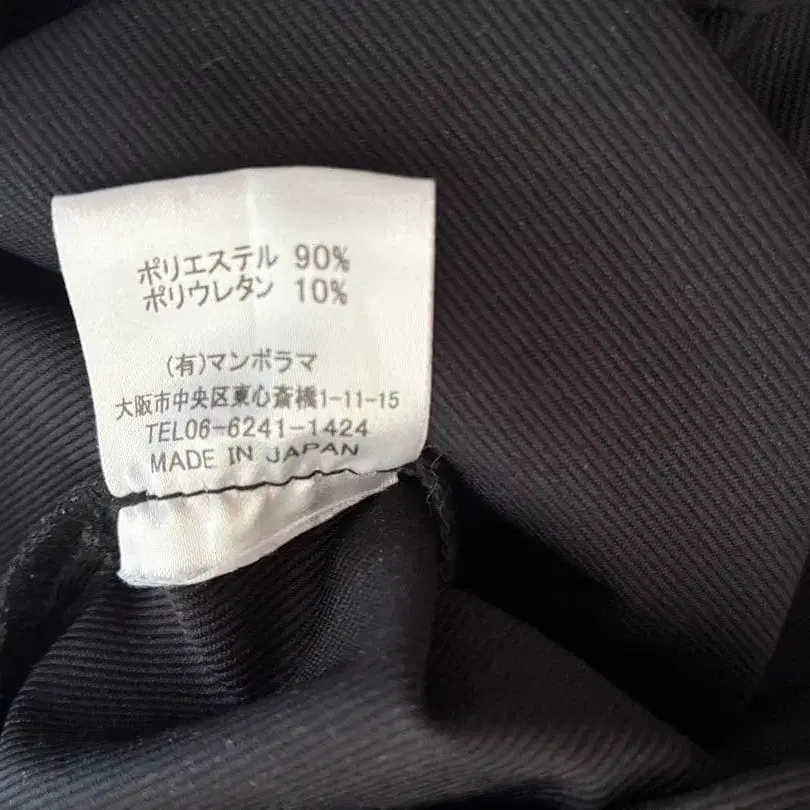 ポリエステル 90%
ポリウレタン 10%
(有)マンボラマ
大阪市中央区東心斎橋1-11-15
TEL06-6241-1424
MADE IN JAPAN